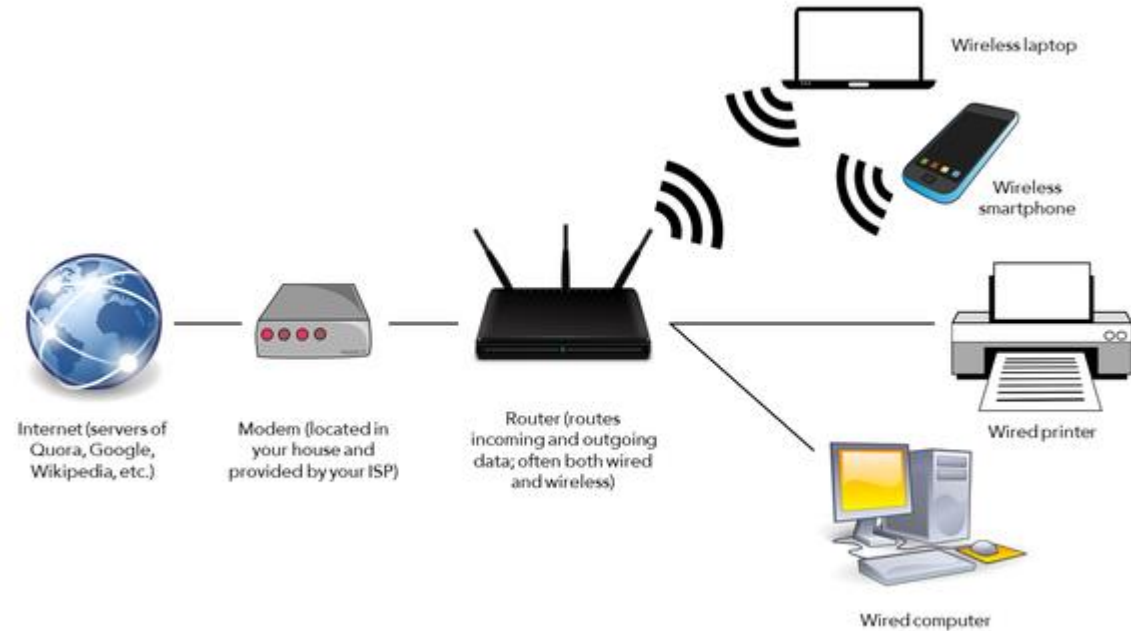 Wireless laptop
Wireless
smartphone
Internet (servers of
Quora, Google,
Wikipedia, etc.)
Modem (located in
your house and
provided by your ISP)
Router (routes
incoming and outgoing
data; often both wired
and wireless)
Wired printer
Wired computer